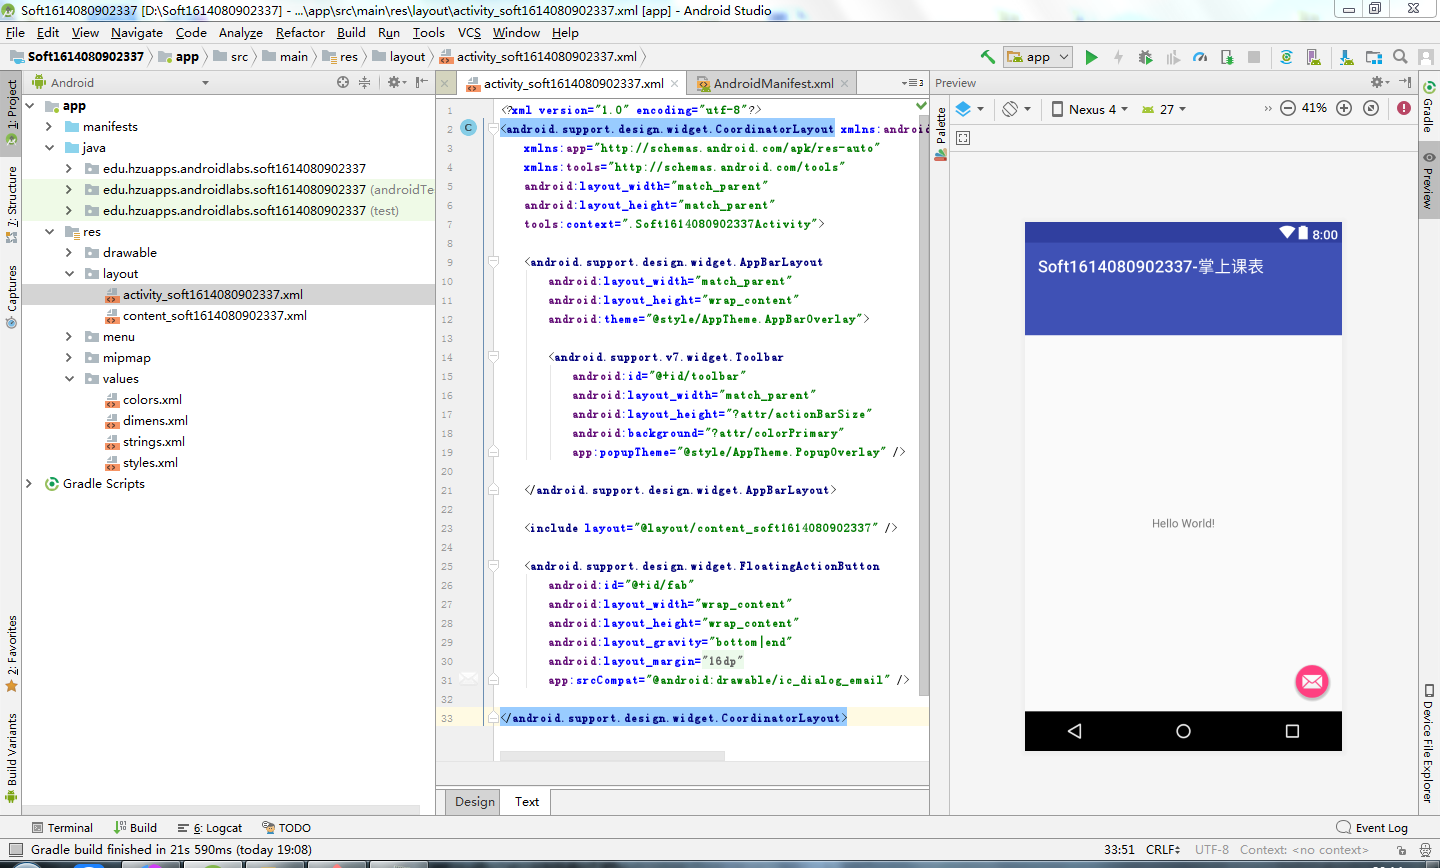 Soft1614080902337 [D:\Soft1614080902337] - ...\app\src\main\res\layout\activity_soft1614080902337.xml [app] - Android Studio
File Edit View Navigate Code Analyze Refactor Build Run Tools VCS Window Help
Soft1614080902337 app src main res layout activity_soft1614080902337.xml app
Android activity_soft1614080902337.xml AndroidManifest.xml 3 Preview
1: Project
7: Structure
Captures
2: Favorites
Build Variants
app
manifests
java
edu.hzuapps.androidlabs.soft1614080902337
edu.hzuapps.androidlabs.soft1614080902337 (androidTe
edu.hzuapps.androidlabs.soft1614080902337 (test)
res
drawable
layout
activity_soft1614080902337.xml
content_soft1614080902337.xml
menu
mipmap
values
colors.xml
dimens.xml
strings.xml
styles.xml
Gradle Scripts
1 <?xml version="1.0" encoding="utf-8"?>
2 C <android.support.design.widget.CoordinatorLayout xmlns:android
3 xmlns:app="http://schemas.android.com/apk/res-auto"
4 xmlns:tools="http://schemas.android.com/tools"
5 android:layout_width="match_parent"
6 android:layout_height="match_parent"
7 tools:context=".Soft1614080902337Activity">
8
9 <android.support.design.widget.AppBarLayout
10 android:layout_width="match_parent"
11 android:layout_height="wrap_content"
12 android:theme="@style/AppTheme.AppBarOverlay">
13
14 <android.support.v7.widget.Toolbar
15 android:id="@+id/toolbar"
16 android:layout_width="match_parent"
17 android:layout_height="?attr/actionBarSize"
18 android:background="?attr/colorPrimary"
19 app:popupTheme="@style/AppTheme.PopupOverlay" />
20
21 </android.support.design.widget.AppBarLayout>
22
23 <include layout="@layout/content_soft1614080902337" />
24
25 <android.support.design.widget.FloatingActionButton
26 android:id="@+id/fab"
27 android:layout_width="wrap_content"
28 android:layout_height="wrap_content"
29 android:layout_gravity="bottom|end"
30 android:layout_margin="16dp"
31 app:srcCompat="@android:drawable/ic_dialog_email" />
32
33 </android.support.design.widget.CoordinatorLayout>
Design Text
Palette
Nexus 4 27 41%
8:00
Soft1614080902337-掌上课表
Hello World!
Gradle
Preview
Device File Explorer
Terminal Build 6: Logcat TODO Event Log
Gradle build finished in 21s 590ms (today 19:08) 33:51 CRLF UTF-8 Context: <no context>